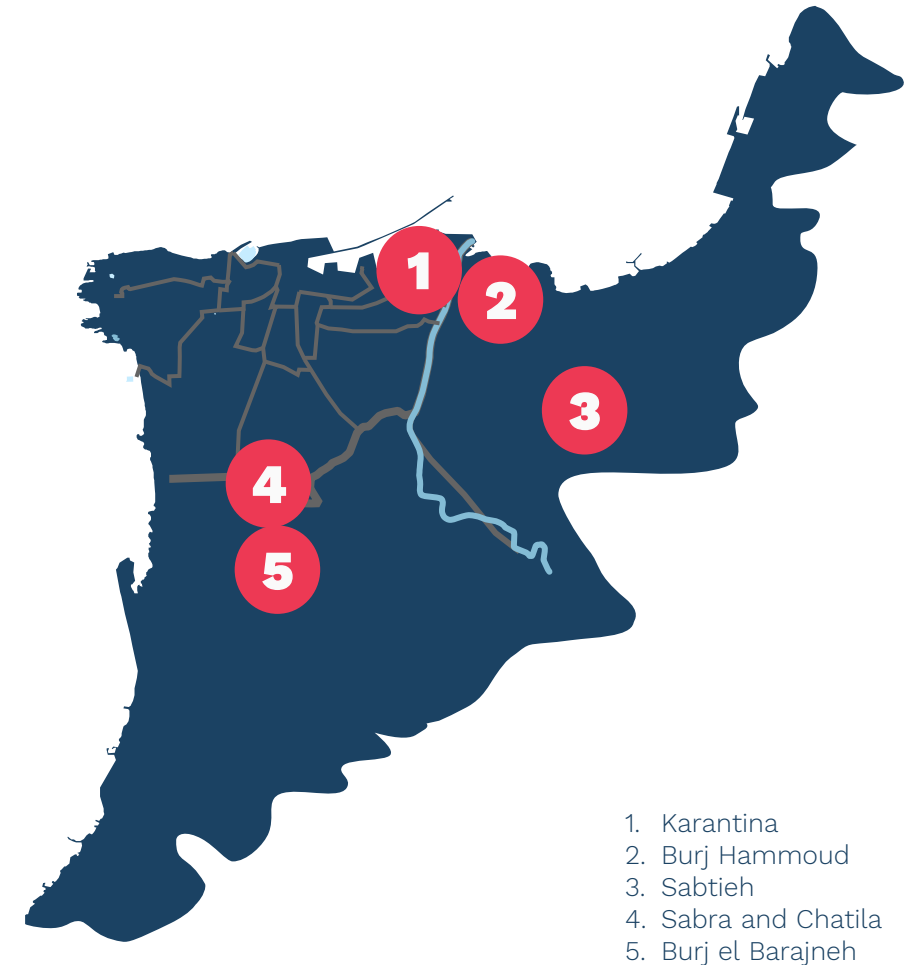 1
2
3
4
5
1. Karantina
2. Burj Hammoud
3. Sabtieh
4. Sabra and Chatila
5. Burj el Barajneh